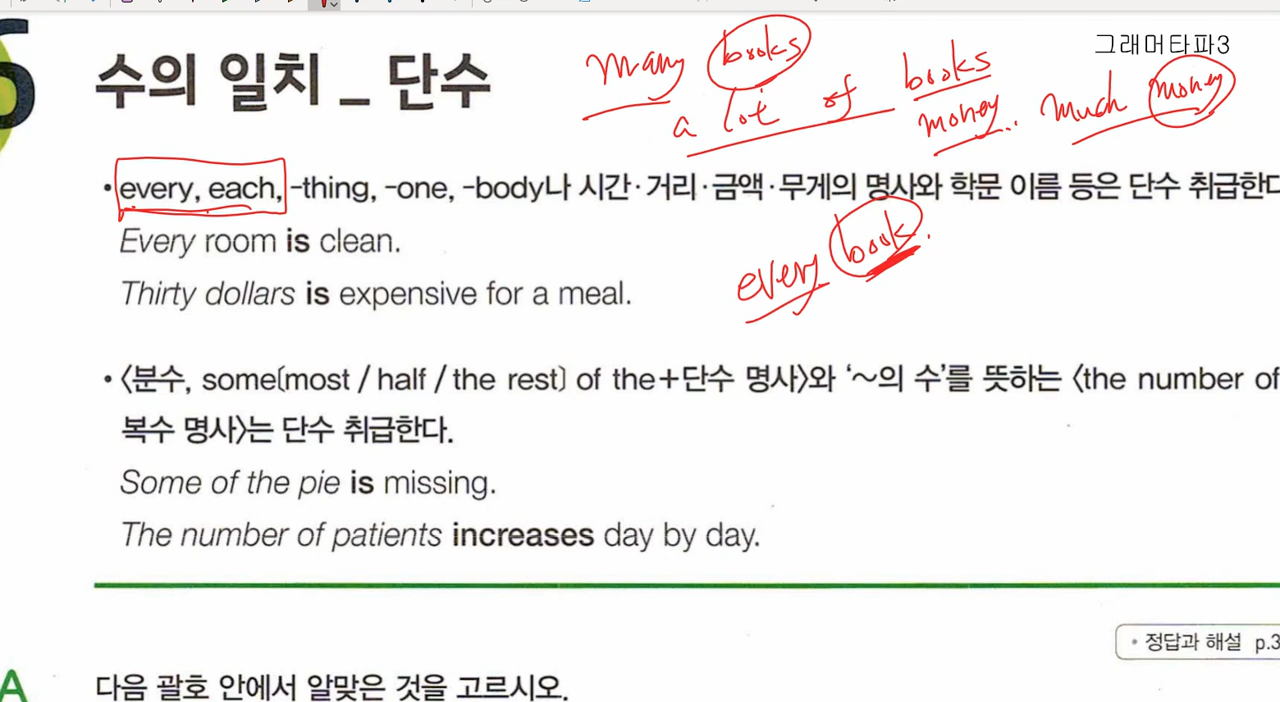 그래머타파3
many books
a lot of books
money. much money
6
수의 일치 _ 단수
• every, each, -thing, -one, -body나 시간·거리·금액·무게의 명사와 학문 이름 등은 단수 취급한다
Every room is clean.
every book.
Thirty dollars is expensive for a meal.
• 〈분수, some(most / half / the rest) of the+단수 명사〉와 ‘~의 수’를 뜻하는 〈the number of
복수 명사〉는 단수 취급한다.
Some of the pie is missing.
The number of patients increases day by day.
• 정답과 해설 p.3
A 다음 괄호 안에서 알맞은 것을 고르시오.